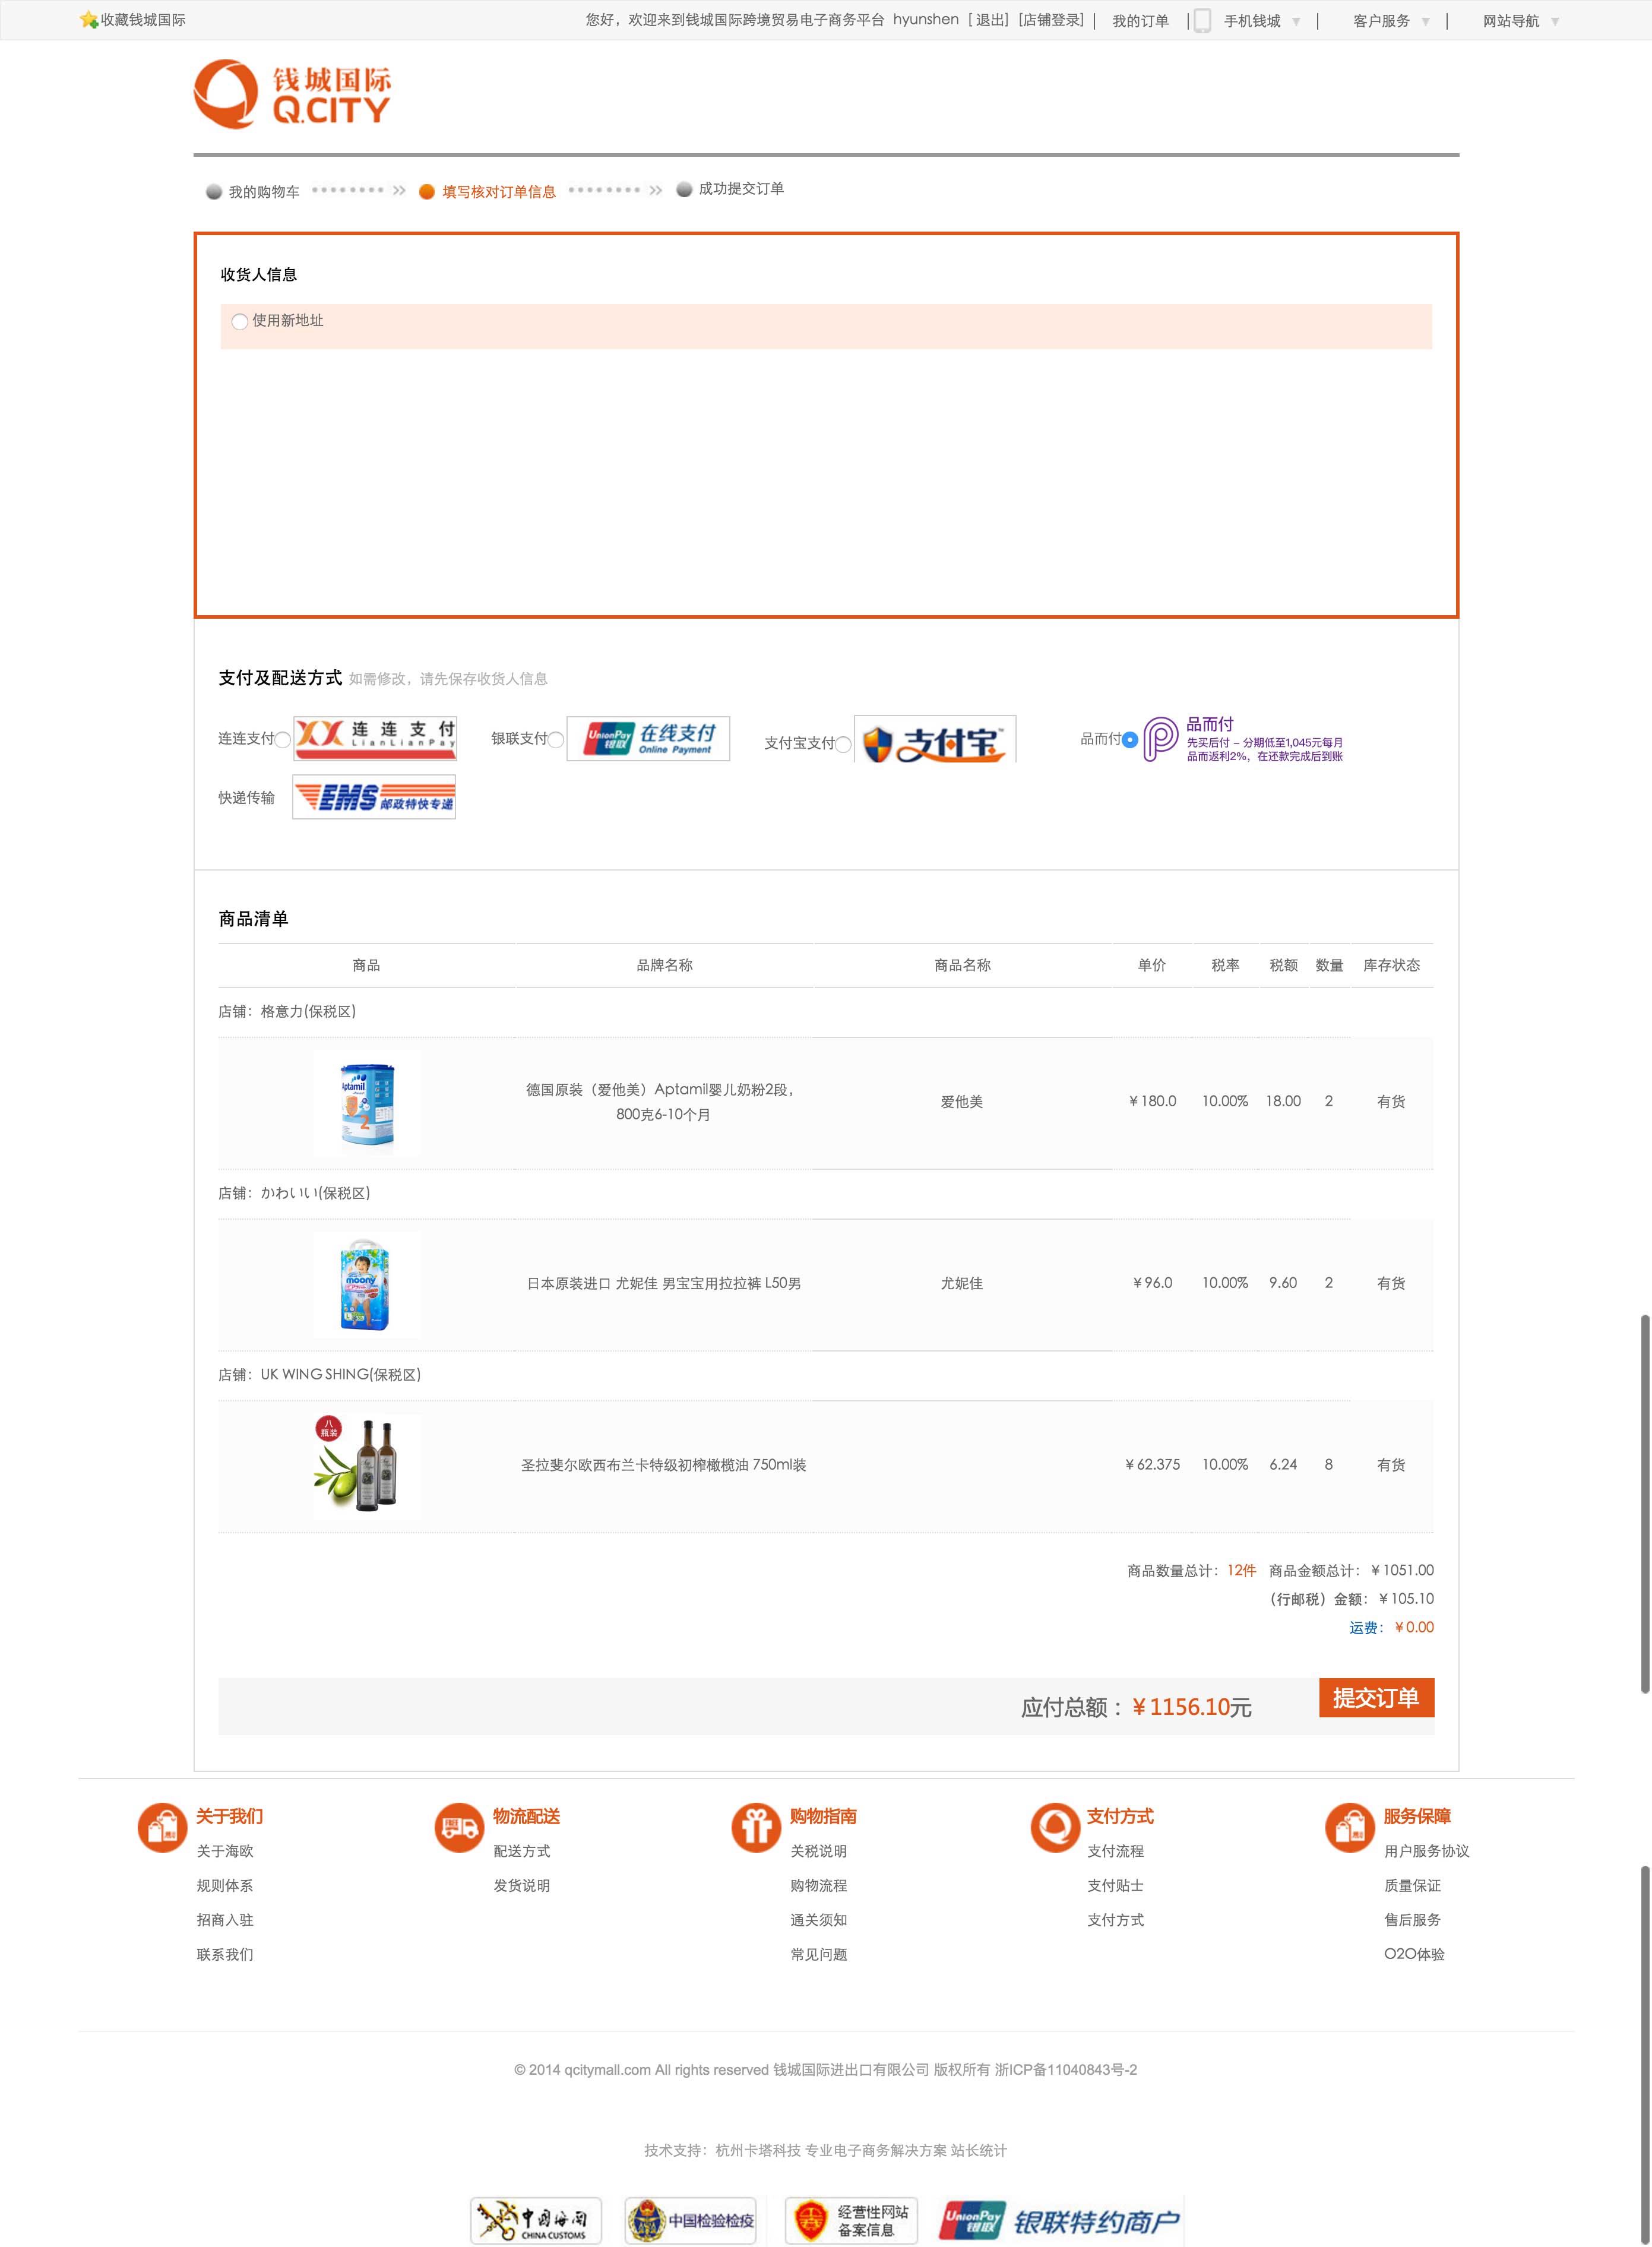 收藏钱城国际
您好，欢迎来到钱城国际跨境贸易电子商务平台 hyunshen [ 退出] [店铺登录] | 我的订单 | 手机钱城 ▼ | 客户服务 ▼ | 网站导航 ▼
钱城国际
Q.CITY
我的购物车 >> 填写核对订单信息 >> 成功提交订单
收货人信息
使用新地址
支付及配送方式 如需修改，请先保存收货人信息
连连支付 连连支付 LianLianPay
银联支付 UnionPay 银联 在线支付 Online Payment
支付宝支付 支付宝™
品而付 品而付
先买后付 – 分期低至1,045元每月
品而返利2%，在还款完成后到账
快递传输 EMS 邮政特快专递
商品清单
商品 品牌名称 商品名称 单价 税率 税额 数量 库存状态
店铺：格意力(保税区)
Aptamil
2
德国原装（爱他美）Aptamil婴儿奶粉2段，
800克6-10个月
爱他美 ￥180.0 10.00% 18.00 2 有货
店铺：かわいい(保税区)
moony
L
日本原装进口 尤妮佳 男宝宝用拉拉裤 L50男 尤妮佳 ￥96.0 10.00% 9.60 2 有货
店铺：UK WING SHING(保税区)
八
瓶装
圣拉斐尔欧西布兰卡特级初榨橄榄油 750ml装 ￥62.375 10.00% 6.24 8 有货
商品数量总计：12件 商品金额总计：￥1051.00
（行邮税）金额：￥105.10
运费：￥0.00
应付总额：￥1156.10元 提交订单
关于我们
关于海欧
规则体系
招商入驻
联系我们
FREE
物流配送
配送方式
发货说明
购物指南
关税说明
购物流程
通关须知
常见问题
支付方式
支付流程
支付贴士
支付方式
服务保障
用户服务协议
质量保证
售后服务
O2O体验
© 2014 qcitymall.com All rights reserved 钱城国际进出口有限公司 版权所有 浙ICP备11040843号-2
技术支持：杭州卡塔科技 专业电子商务解决方案 站长统计
中国海关 CHINA CUSTOMS
中国检验检疫
经营性网站
备案信息
UnionPay 银联 银联特约商户